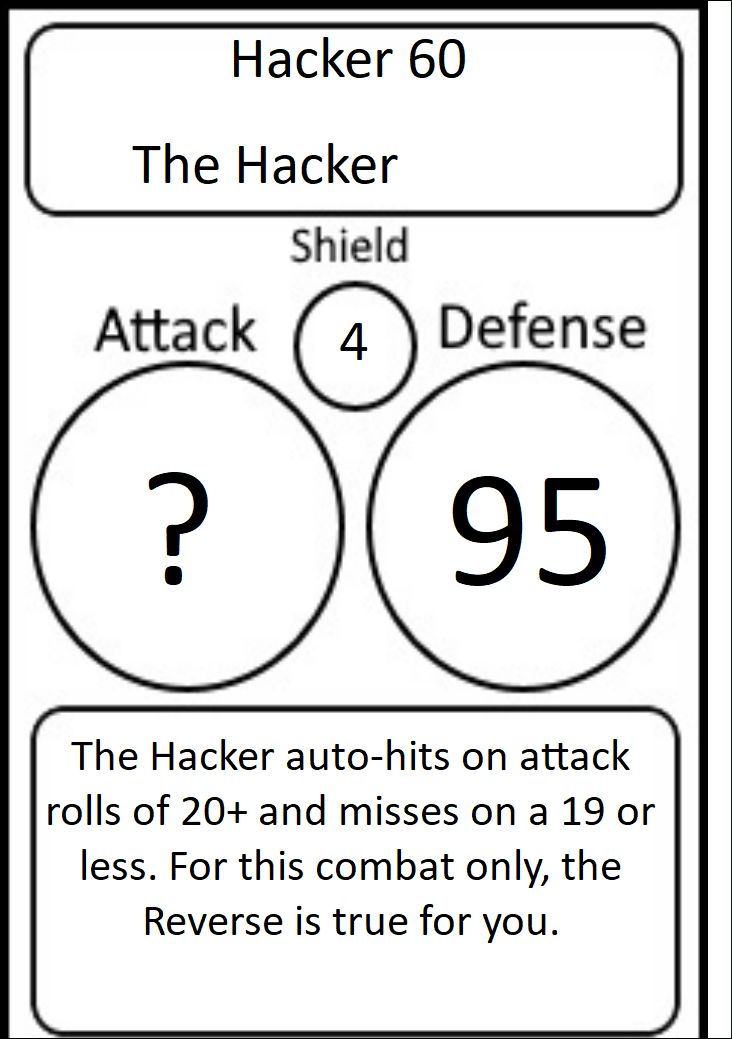 Hacker 60
The Hacker
Shield
Attack
4
Defense
?
95
The Hacker auto-hits on attack
rolls of 20+ and misses on a 19 or
less. For this combat only, the
Reverse is true for you.